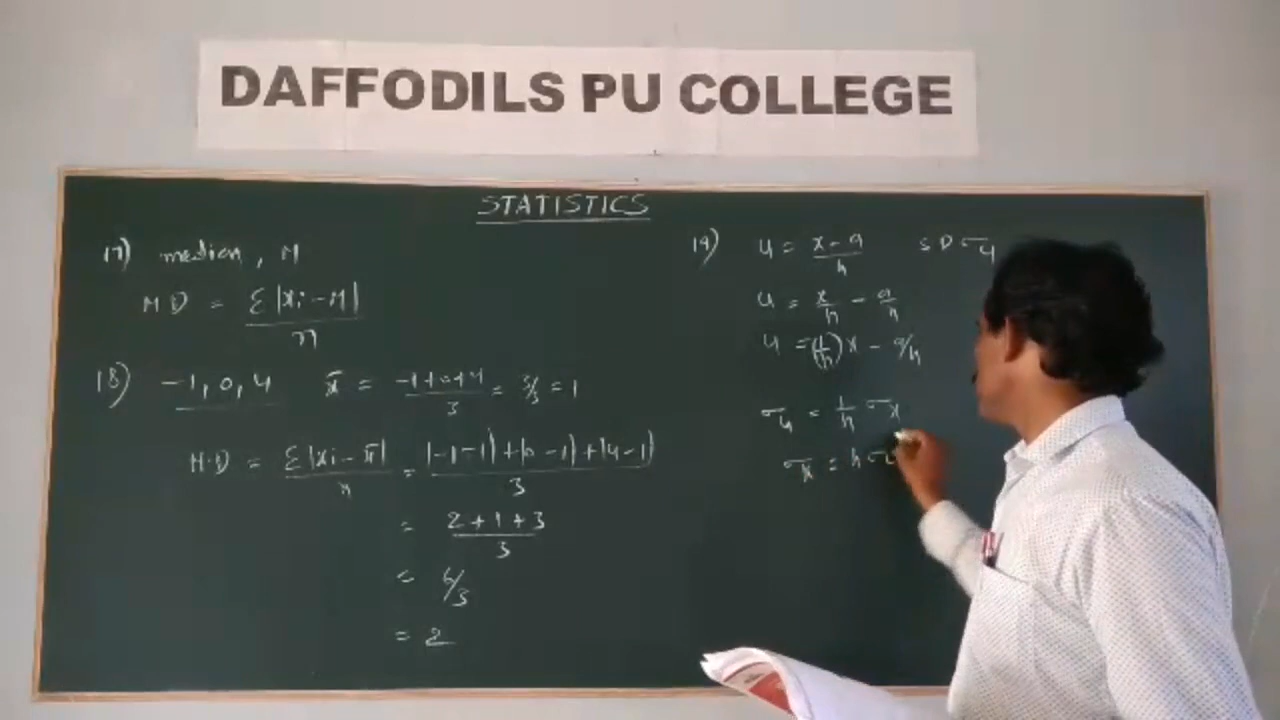 DAFFODILS PU COLLEGE
STATISTICS
17) median, M
MD = Σ|xi-M| / n
18) -1, 0, 4 x̄ = -1+0+4 / 3 = 3/3 = 1
M.D = Σ|xi-x̄| / n = |-1-1|+|0-1|+|4-1| / 3
= 2+1+3 / 3
= 6/3
= 2
19) u = x-a / h SD σu
u = x/h - a/h
u = (1/h)x - a/h
σu = 1/h σx
σx = h σ